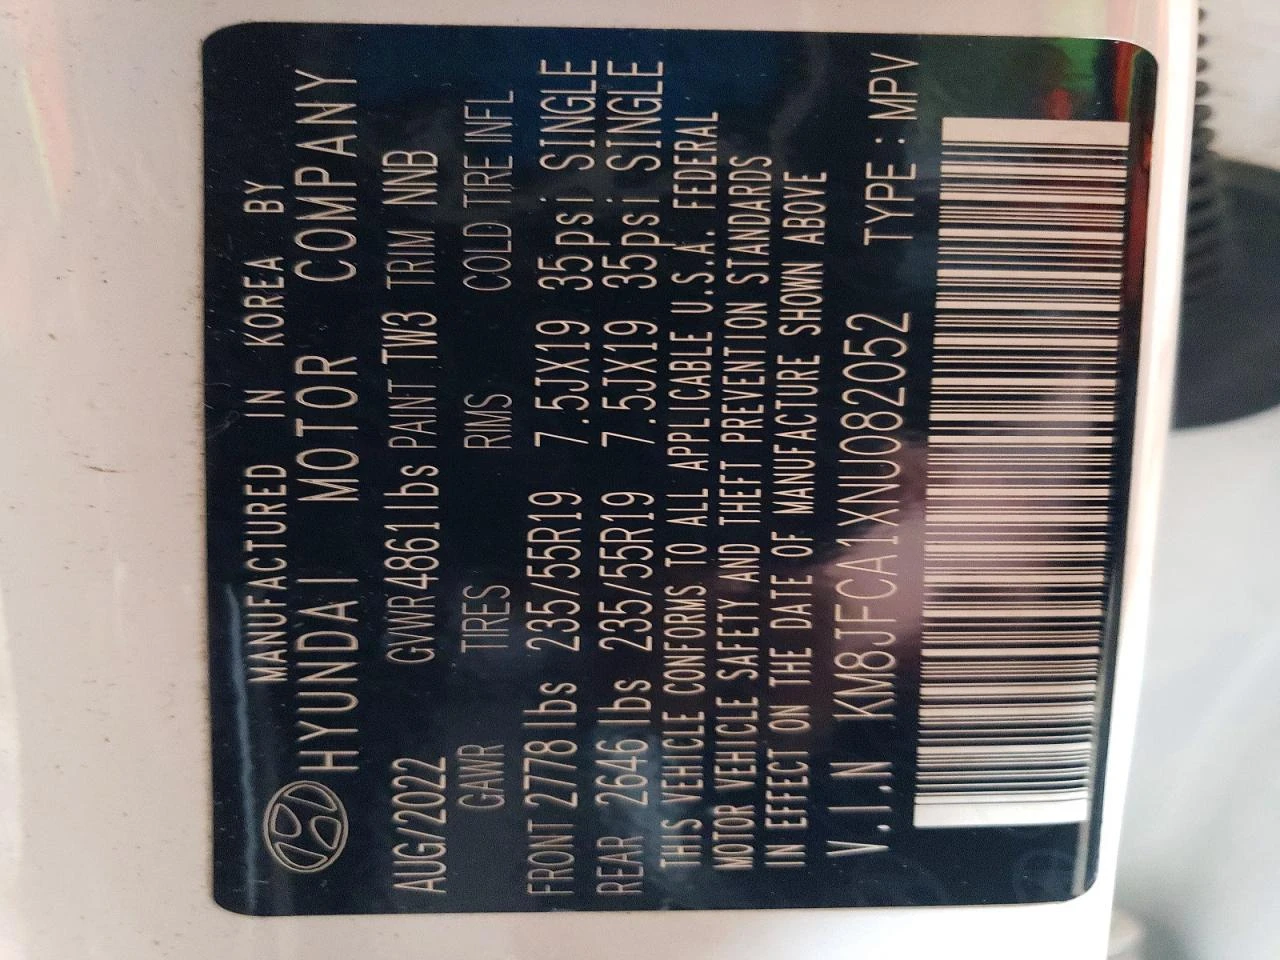 MANUFACTURED IN KOREA BY
HYUNDAI MOTOR COMPANY
AUG/2022 GVWR 4861 lbs PAINT TW3 TRIM NNB
GAWR TIRES RIMS COLD TIRE INFL
FRONT 2778 lbs 235/55R19 7.5JX19 35psi SINGLE
REAR 2646 lbs 235/55R19 7.5JX19 35psi SINGLE
THIS VEHICLE CONFORMS TO ALL APPLICABLE U.S.A. FEDERAL
MOTOR VEHICLE SAFETY AND THEFT PREVENTION STANDARDS
IN EFFECT ON THE DATE OF MANUFACTURE SHOWN ABOVE
V.I.N KM8JFCA1XNU082052 TYPE : MPV